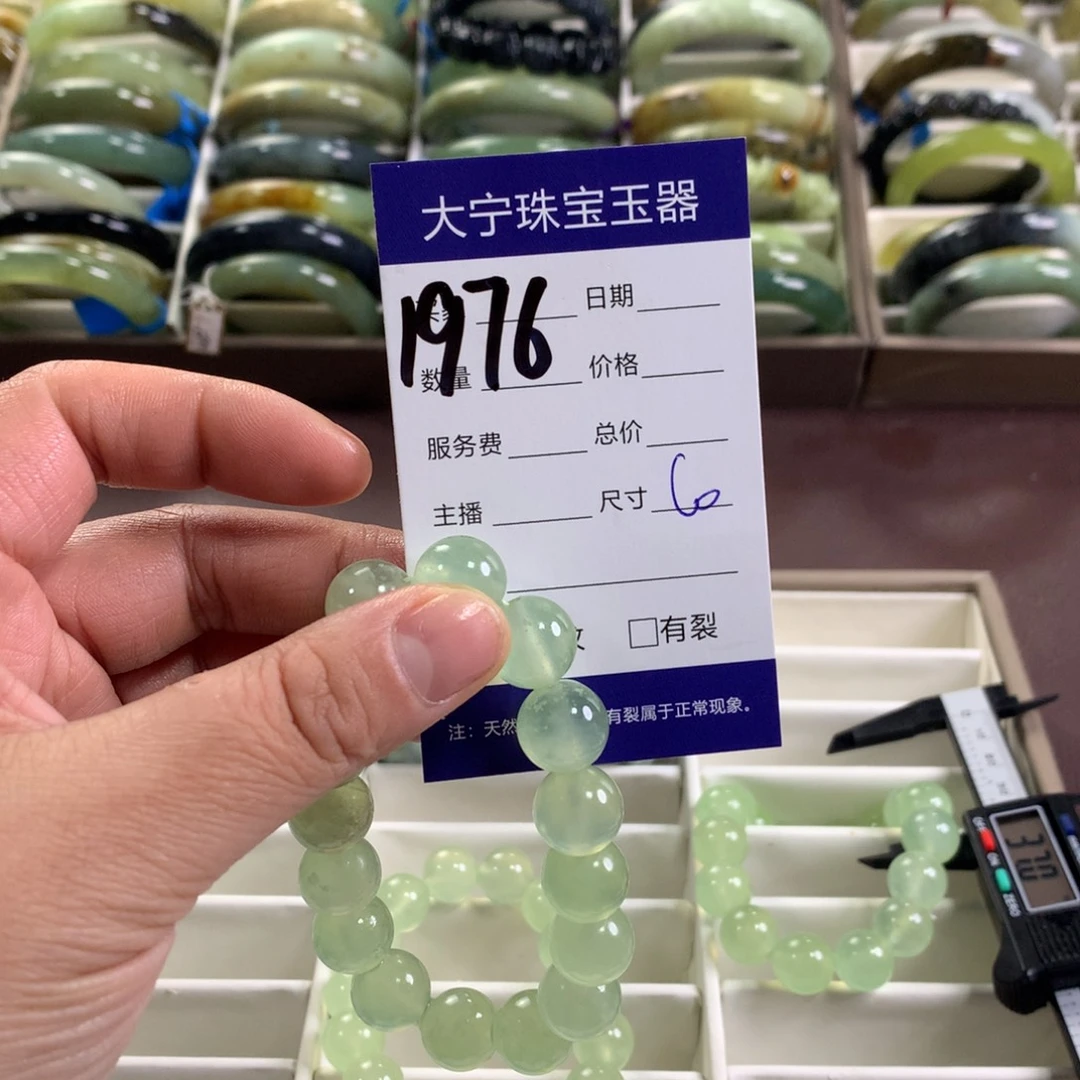 大宁珠宝玉器
1976 日期
数量 价格
服务费 总价
主播 尺寸 6
□有裂
注：天然 有裂属于正常现象。
ZERO